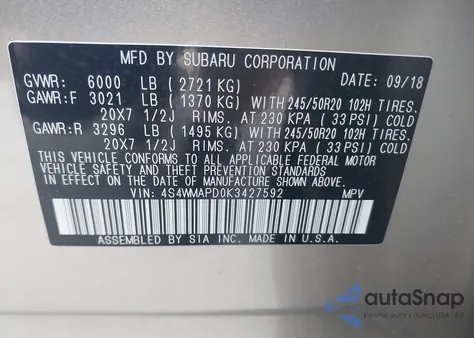 MFD BY SUBARU CORPORATION
GVWR: 6000 LB (2721 KG) DATE: 09/18
GAWR:F 3021 LB (1370 KG) WITH 245/50R20 102H TIRES.
20X7 1/2J RIMS. AT 230 KPA (33 PSI) COLD
GAWR:R 3296 LB (1495 KG) WITH 245/50R20 102H TIRES.
20X7 1/2J RIMS. AT 230 KPA (33 PSI) COLD
THIS VEHICLE CONFORMS TO ALL APPLICABLE FEDERAL MOTOR
VEHICLE SAFETY AND THEFT PREVENTION STANDARDS
IN EFFECT ON THE DATE OF MANUFACTURE SHOWN ABOVE.
VIN: 4S4WMAPD0K3427592 MPV
ASSEMBLED BY SIA INC. MADE IN U.S.A.
autoSnap